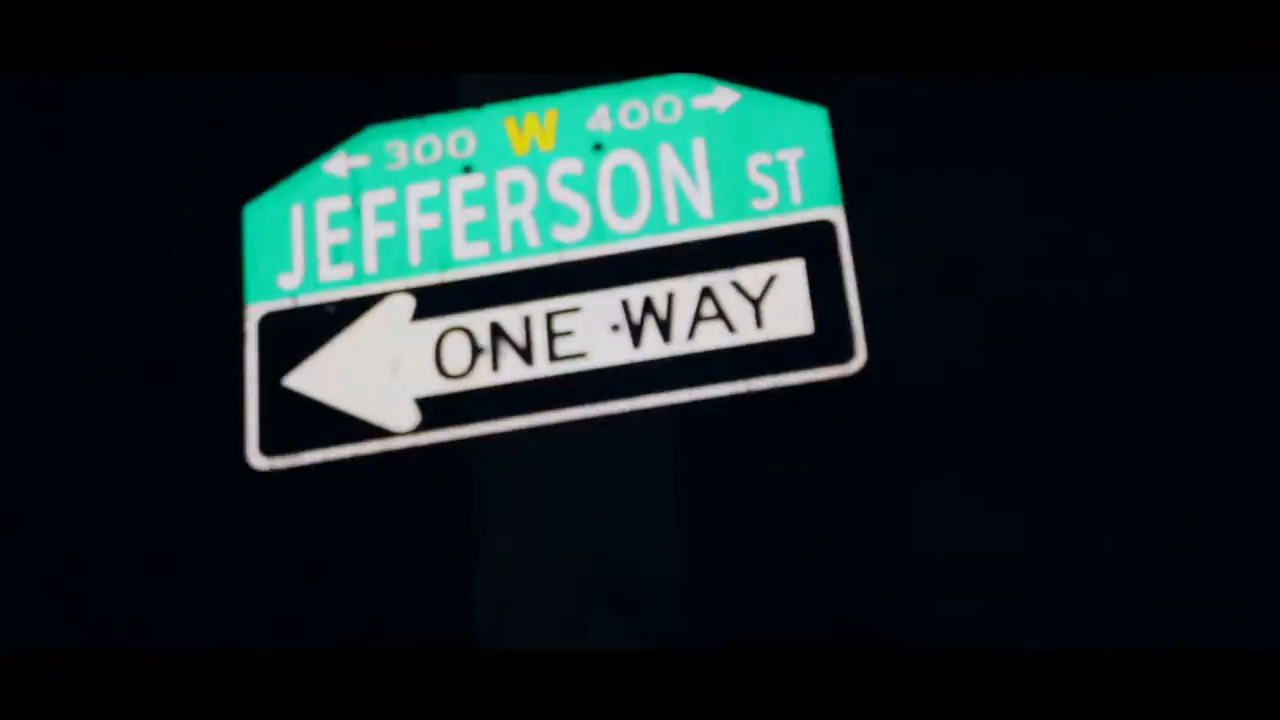 ← 300 W 400 →
JEFFERSON ST
ONE WAY